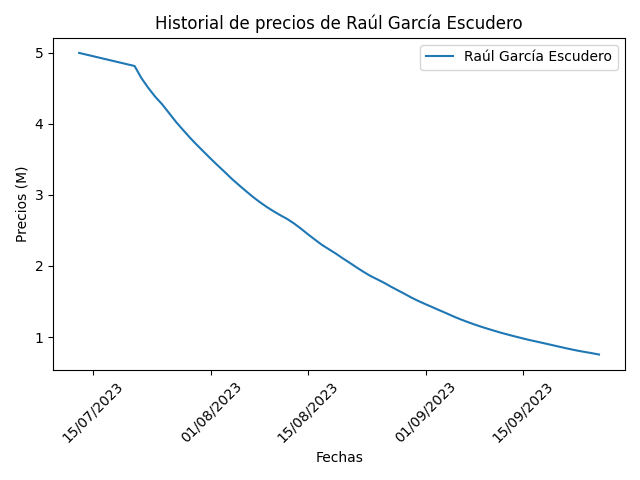 Historial de precios de Raúl García Escudero
Raúl García Escudero
Precios (M)
5
4
3
2
1
15/07/2023
01/08/2023
15/08/2023
01/09/2023
15/09/2023
Fechas